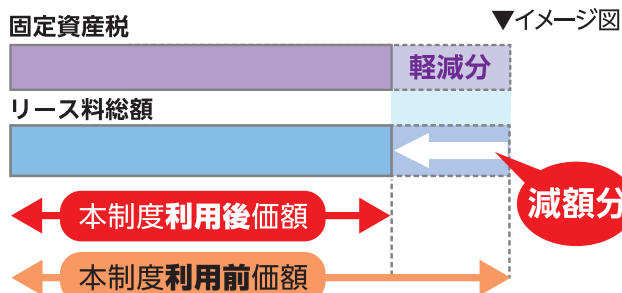 ▼イメージ図
固定資産税
軽減分
リース料総額
減額分
本制度利用後価額
本制度利用前価額